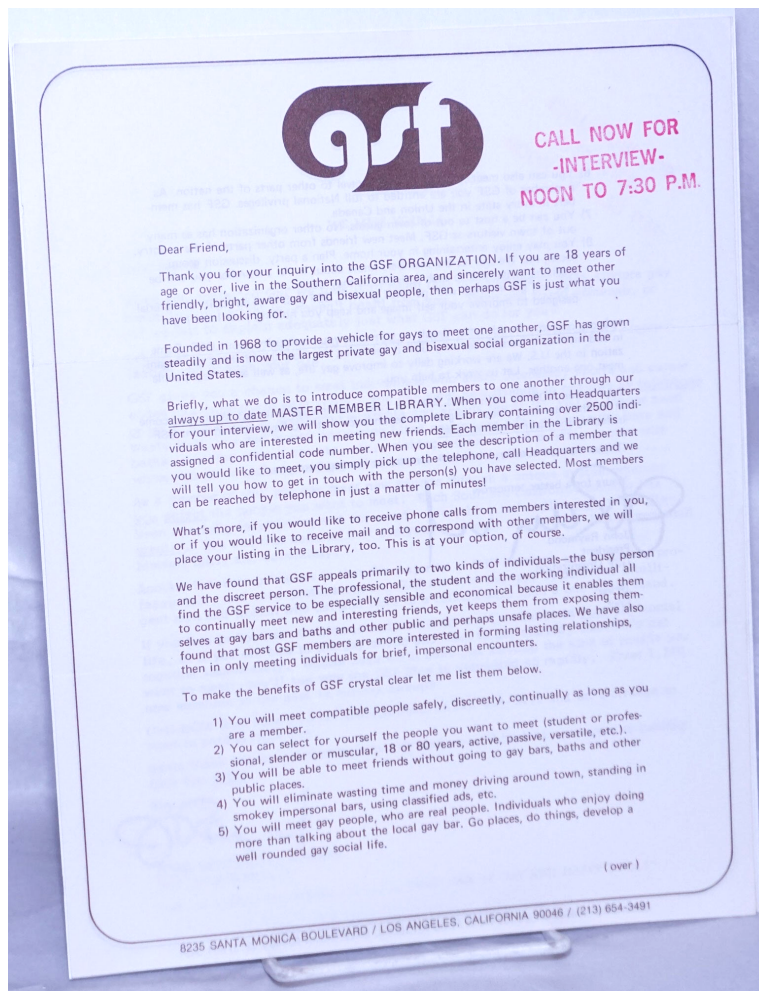 gsf
CALL NOW FOR
-INTERVIEW-
NOON TO 7:30 P.M.
Dear Friend,
Thank you for your inquiry into the GSF ORGANIZATION. If you are 18 years of
age or over, live in the Southern California area, and sincerely want to meet other
friendly, bright, aware gay and bisexual people, then perhaps GSF is just what you
have been looking for.
Founded in 1968 to provide a vehicle for gays to meet one another, GSF has grown
steadily and is now the largest private gay and bisexual social organization in the
United States.
Briefly, what we do is to introduce compatible members to one another through our
always up to date MASTER MEMBER LIBRARY. When you come into Headquarters
for your interview, we will show you the complete Library containing over 2500 indi-
viduals who are interested in meeting new friends. Each member in the Library is
assigned a confidential code number. When you see the description of a member that
you would like to meet, you simply pick up the telephone, call Headquarters and we
will tell you how to get in touch with the person(s) you have selected. Most members
can be reached by telephone in just a matter of minutes!
What's more, if you would like to receive phone calls from members interested in you,
or if you would like to receive mail and to correspond with other members, we will
place your listing in the Library, too. This is at your option, of course.
We have found that GSF appeals primarily to two kinds of individuals—the busy person
and the discreet person. The professional, the student and the working individual all
find the GSF service to be especially sensible and economical because it enables them
to continually meet new and interesting friends, yet keeps them from exposing them-
selves at gay bars and baths and other public and perhaps unsafe places. We have also
found that most GSF members are more interested in forming lasting relationships,
then in only meeting individuals for brief, impersonal encounters.
To make the benefits of GSF crystal clear let me list them below.
1) You will meet compatible people safely, discreetly, continually as long as you
are a member.
2) You can select for yourself the people you want to meet (student or profes-
sional, slender or muscular, 18 or 80 years, active, passive, versatile, etc.).
3) You will be able to meet friends without going to gay bars, baths and other
public places.
4) You will eliminate wasting time and money driving around town, standing in
smokey impersonal bars, using classified ads, etc.
5) You will meet gay people, who are real people. Individuals who enjoy doing
more than talking about the local gay bar. Go places, do things, develop a
well rounded gay social life.
(over)
8235 SANTA MONICA BOULEVARD / LOS ANGELES, CALIFORNIA 90046 / (213) 654-3491